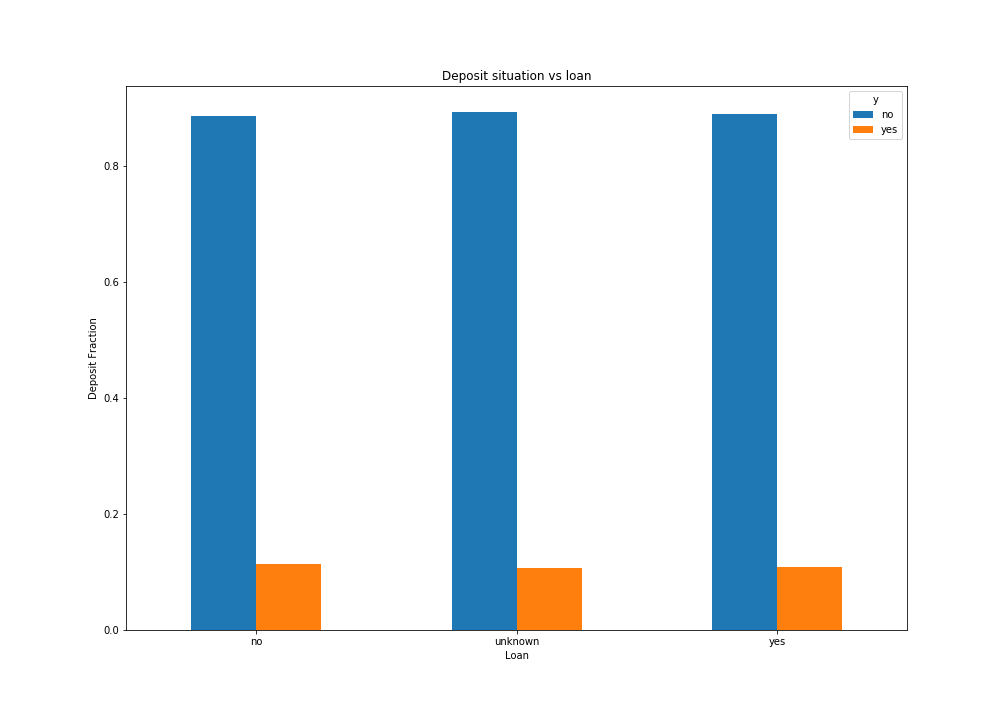 Deposit situation vs loan
y
no
yes
Deposit Fraction
0.8
0.6
0.4
0.2
0.0
no unknown yes
Loan